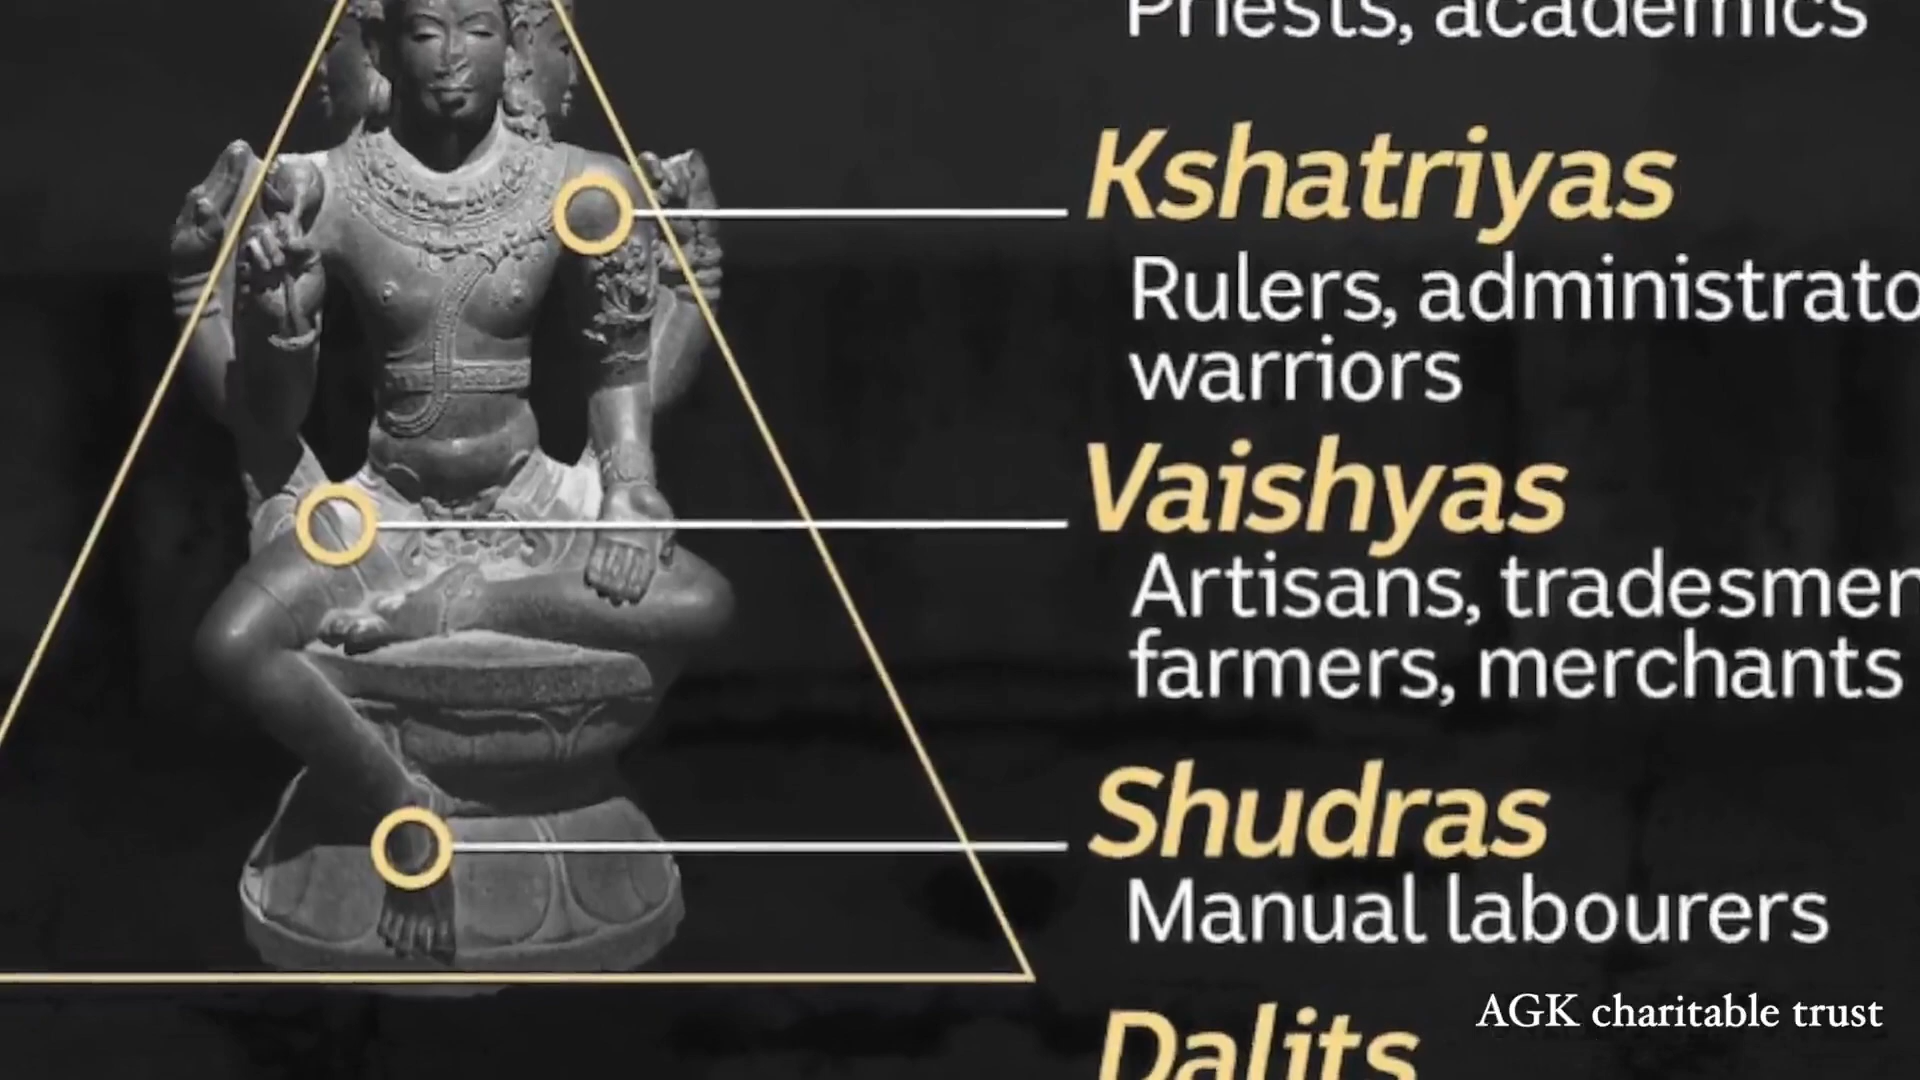 Priests, academics
Kshatriyas
Rulers, administrato
warriors
Vaishyas
Artisans, tradesmen
farmers, merchants
Shudras
Manual labourers
Dalits
AGK charitable trust